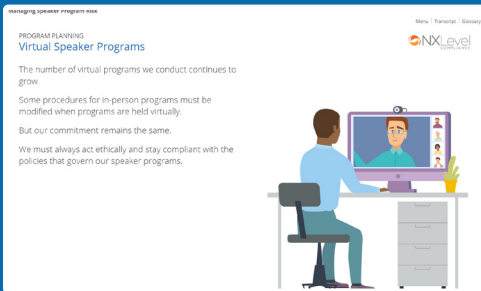 Managing Speaker Program Risk
Menu | Transcript | Glossary
PROGRAM PLANNING
Virtual Speaker Programs
NXLevel
COMPLIANCE
The number of virtual programs we conduct continues to
grow.
Some procedures for in-person programs must be
modified when programs are held virtually.
But our commitment remains the same.
We must always act ethically and stay compliant with the
policies that govern our speaker programs.